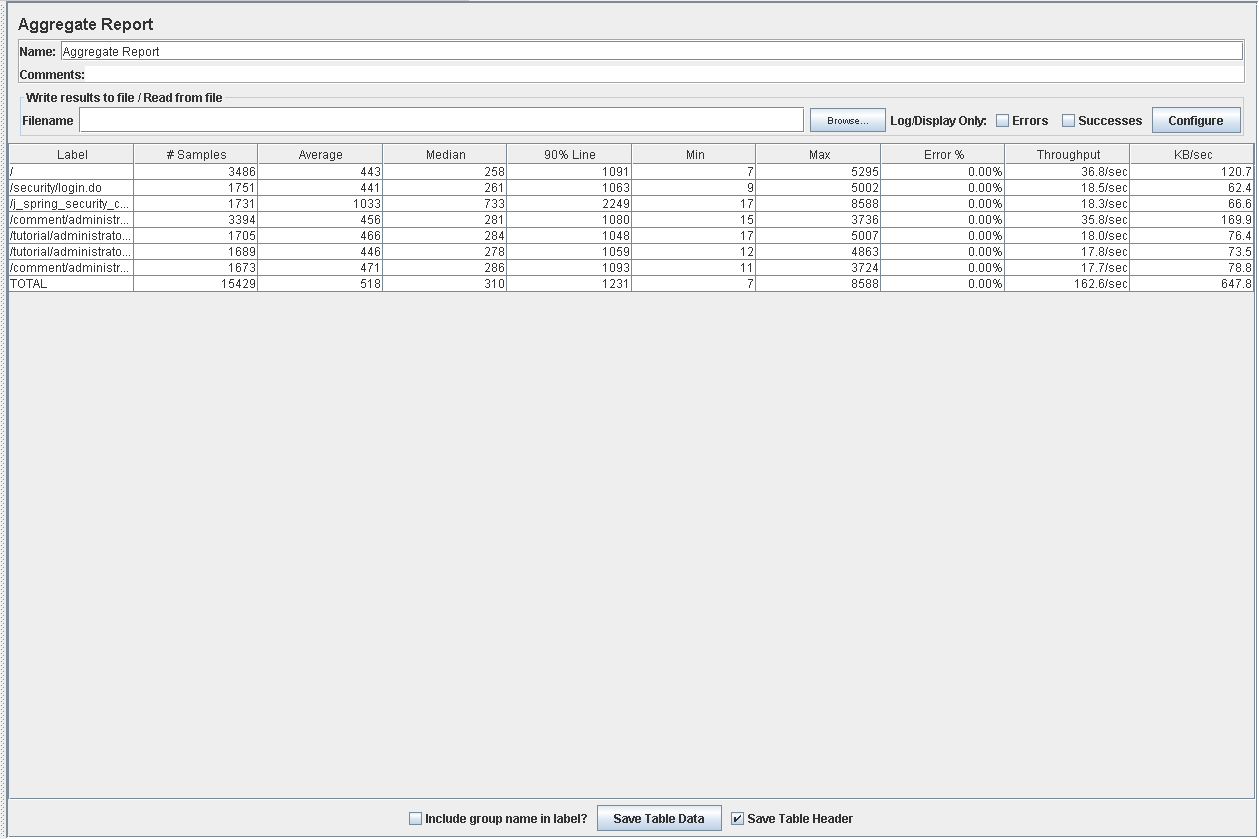 Aggregate Report
Name: Aggregate Report
Comments:
Write results to file / Read from file
Filename Browse... Log/Display Only: Errors Successes Configure
Label # Samples Average Median 90% Line Min Max Error % Throughput KB/sec
/ 3486 443 258 1091 7 5295 0.00% 36.8/sec 120.7
/security/login.do 1751 441 261 1063 9 5002 0.00% 18.5/sec 62.4
/j_spring_security_c... 1731 1033 733 2249 17 8588 0.00% 18.3/sec 66.6
/comment/administr... 3394 456 281 1080 15 3736 0.00% 35.8/sec 169.9
/tutorial/administrato... 1705 466 284 1048 17 5007 0.00% 18.0/sec 76.4
/tutorial/administrato... 1689 446 278 1059 12 4863 0.00% 17.8/sec 73.5
/comment/administr... 1673 471 286 1093 11 3724 0.00% 17.7/sec 78.8
TOTAL 15429 518 310 1231 7 8588 0.00% 162.6/sec 647.8
Include group name in label? Save Table Data Save Table Header